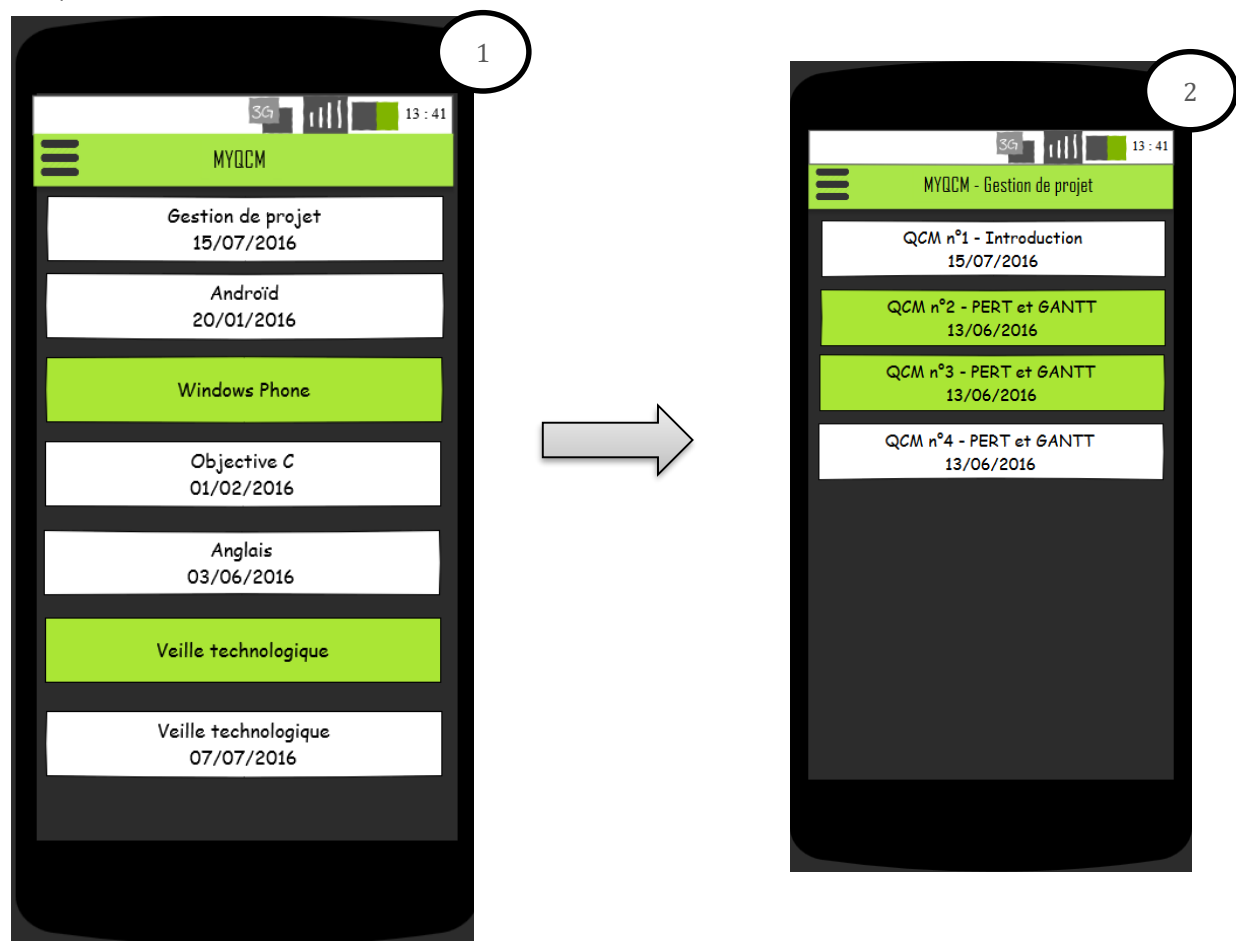 1
3G
13 : 41
MYQCM
Gestion de projet
15/07/2016
Androïd
20/01/2016
Windows Phone
Objective C
01/02/2016
Anglais
03/06/2016
Veille technologique
Veille technologique
07/07/2016
2
3G
13 : 41
MYQCM - Gestion de projet
QCM n°1 - Introduction
15/07/2016
QCM n°2 - PERT et GANTT
13/06/2016
QCM n°3 - PERT et GANTT
13/06/2016
QCM n°4 - PERT et GANTT
13/06/2016